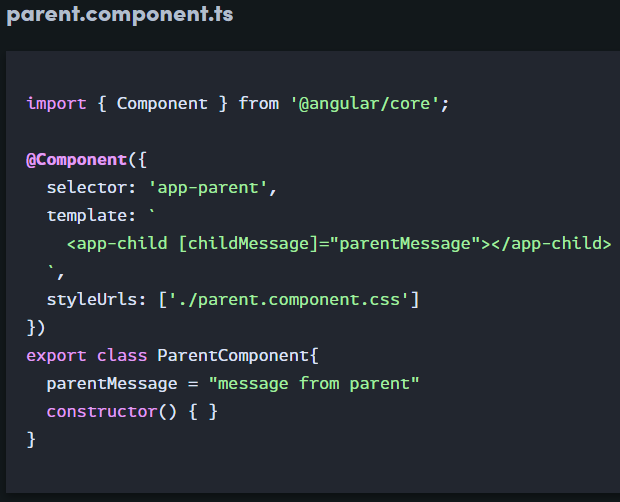 parent.component.ts
import { Component } from '@angular/core';
@Component({
  selector: 'app-parent',
  template: `
    <app-child [childMessage]="parentMessage"></app-child>
  `,
  styleUrls: ['./parent.component.css']
})
export class ParentComponent{
  parentMessage = "message from parent"
  constructor() { }
}